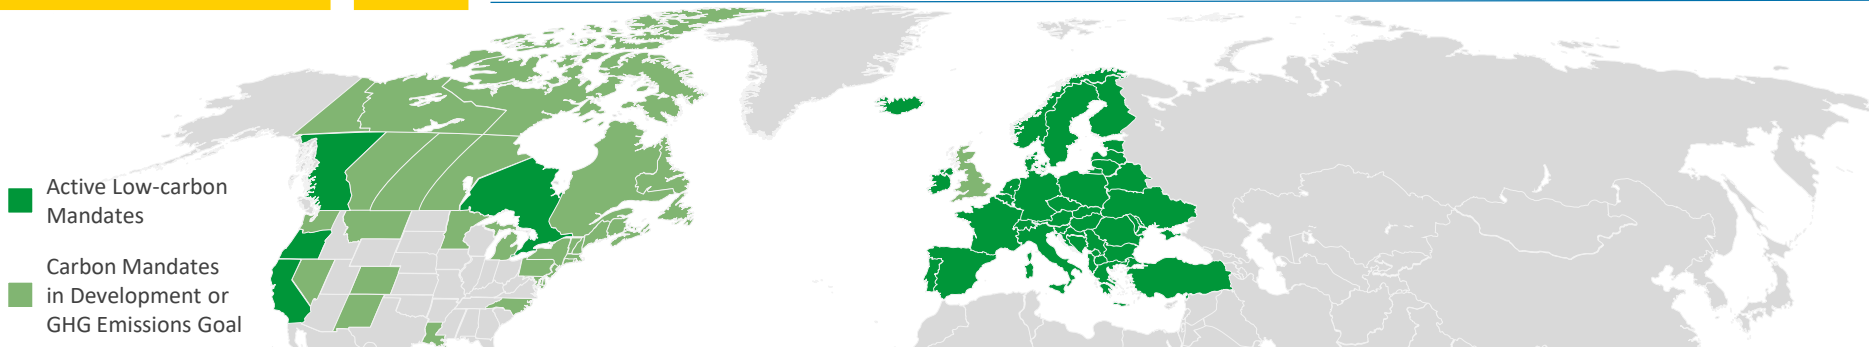 Active Low-carbon
Mandates
Carbon Mandates
in Development or
GHG Emissions Goal